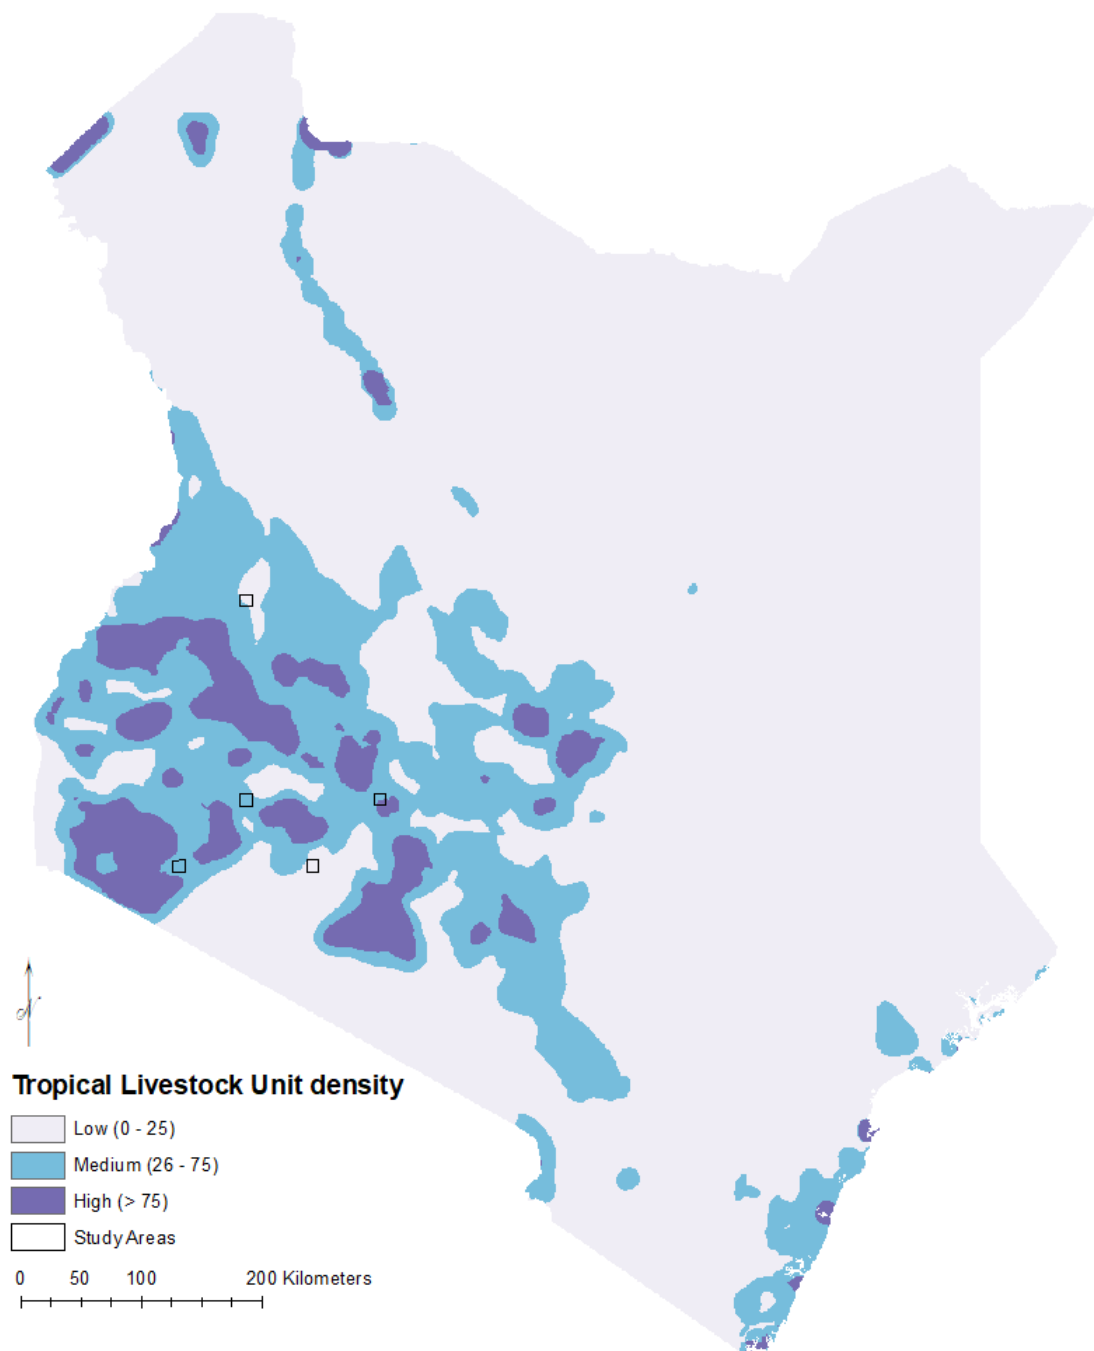 N
Tropical Livestock Unit density
Low (0 - 25)
Medium (26 - 75)
High (> 75)
Study Areas
0 50 100 200 Kilometers